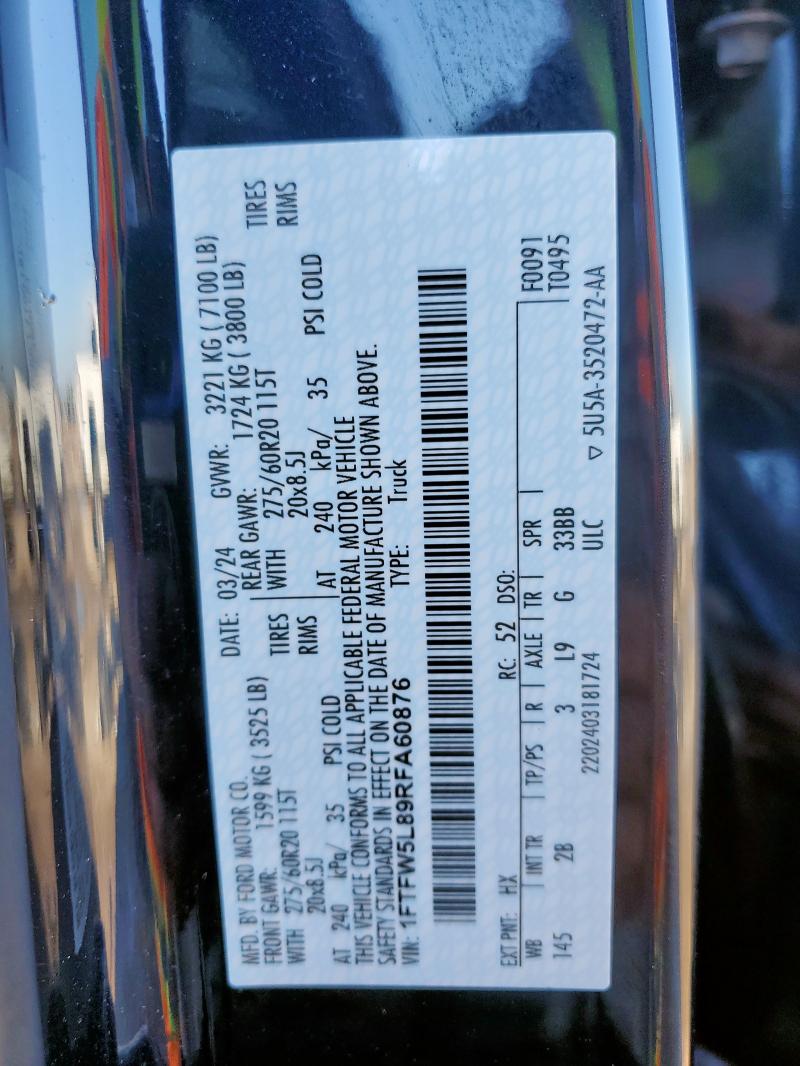 MFD. BY FORD MOTOR CO. DATE: 03/24 GVWR: 3221 KG ( 7100 LB)
FRONT GAWR: 1599 KG ( 3525 LB) REAR GAWR: 1724 KG ( 3800 LB)
WITH 275/60R20 115T TIRES WITH 275/60R20 115T TIRES
20x8.5J RIMS 20x8.5J RIMS
AT 240 kPa/ 35 PSI COLD AT 240 kPa/ 35 PSI COLD
THIS VEHICLE CONFORMS TO ALL APPLICABLE FEDERAL MOTOR VEHICLE
SAFETY STANDARDS IN EFFECT ON THE DATE OF MANUFACTURE SHOWN ABOVE.
VIN: 1FTFW5L89RFA60876 TYPE: Truck
EXT PNT: HX RC: 52 DSO: F0091
WB INT TR TP/PS R AXLE TR SPR T0495
145 2B 3 L9 G 33BB
2202403181724 ULC ▽ 5U5A-3520472-AA